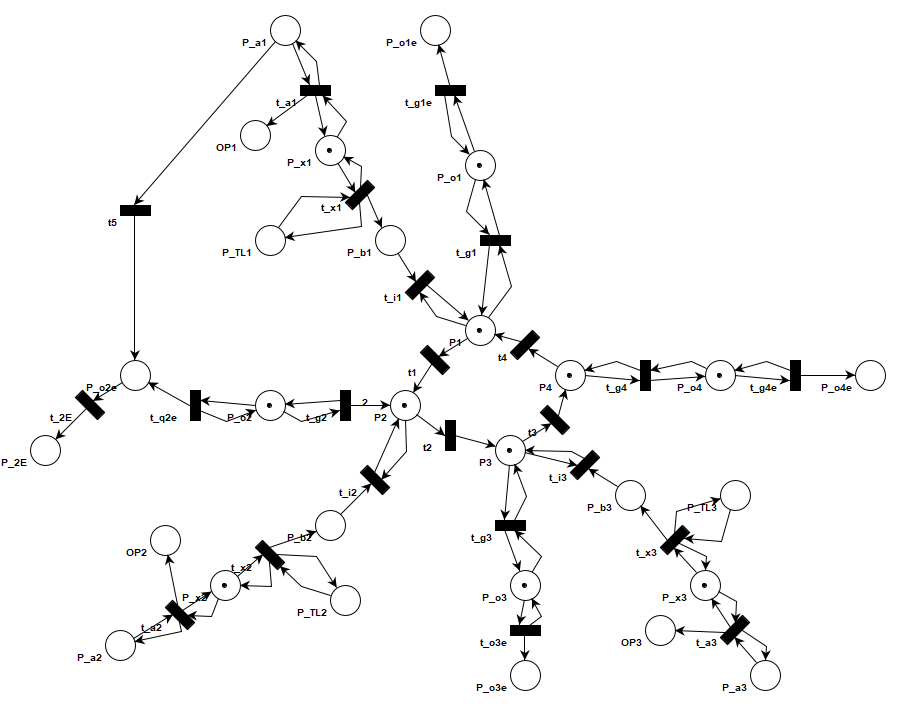 P_a1
P_o1e
t_a1
t_g1e
OP1
P_x1
P_o1
t_x1
t5
P_TL1
P_b1
t_g1
t_i1
P1
t4
t1
P_o2e
P4
t_g4
P_o4
t_g4e
P_o4e
t_2E
t_q2e
P_o2
t_g2
2
P2
t3
t2
P_2E
P3
t_i3
t_i2
P_b3
P_TL3
P_b2
t_g3
OP2
t_x2
t_x3
P_x2
P_TL2
P_o3
P_x3
t_a2
t_o3e
OP3
t_a3
P_a2
P_o3e
P_a3